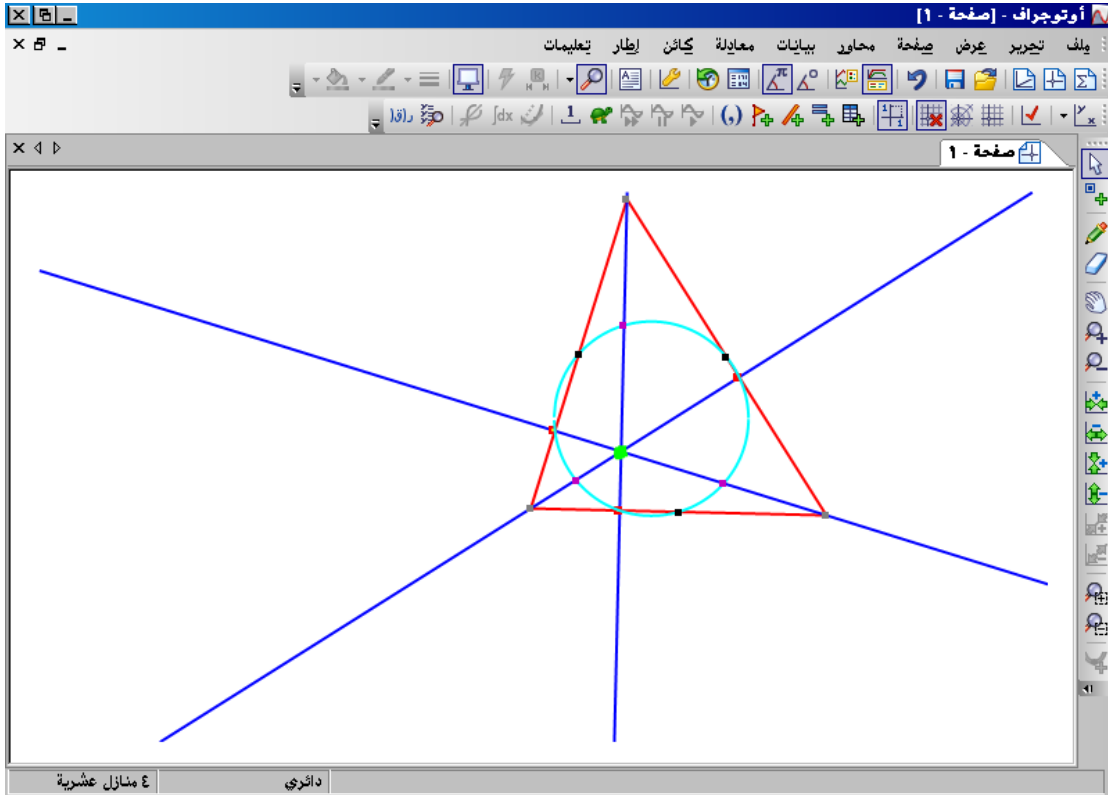 أوتوجراف - [صفحة - ١]
ملف تحرير عرض صفحة محاور بيانات معادلة كائن إطار تعليمات
صفحة - ١
دائري
٤ منازل عشرية